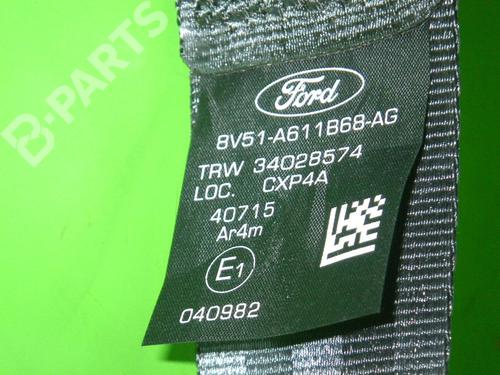 B-PARTS
Ford
8V51-A611B68-AG
TRW 34028574
LOC. CXP4A
40715
Ar4m
E1
040982